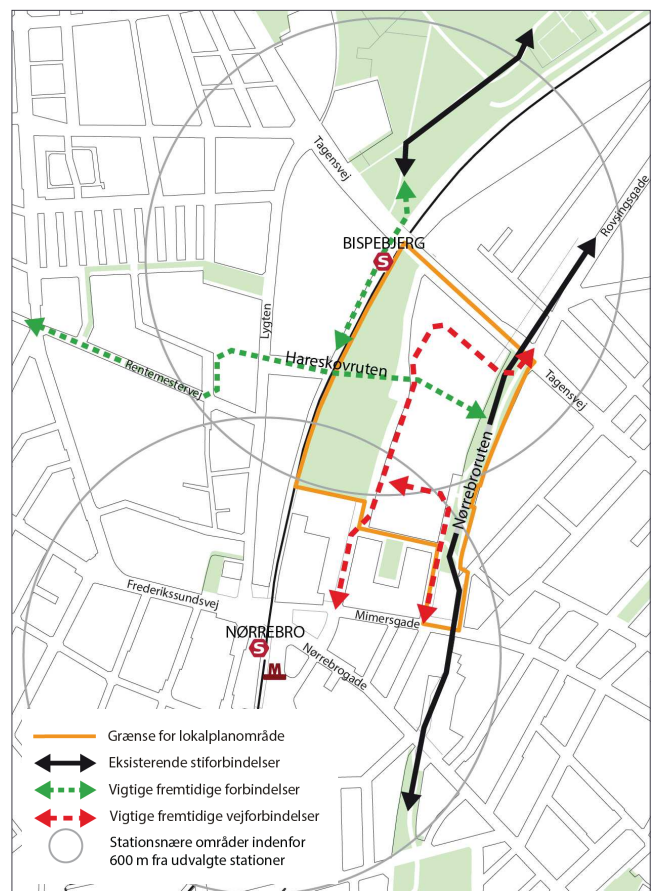 Tagensvej
Rovsingsgade
BISPEBJERG
S
Lygten
Hareskovruten
Rentemestervej
Tagensvej
Nørrebroruten
Frederikssundsvej
Mimersgade
NØRREBRO
S
M
Nørrebrogade
Grænse for lokalplanområde
Eksisterende stiforbindelser
Vigtige fremtidige forbindelser
Vigtige fremtidige vejforbindelser
Stationsnære områder indenfor
600 m fra udvalgte stationer